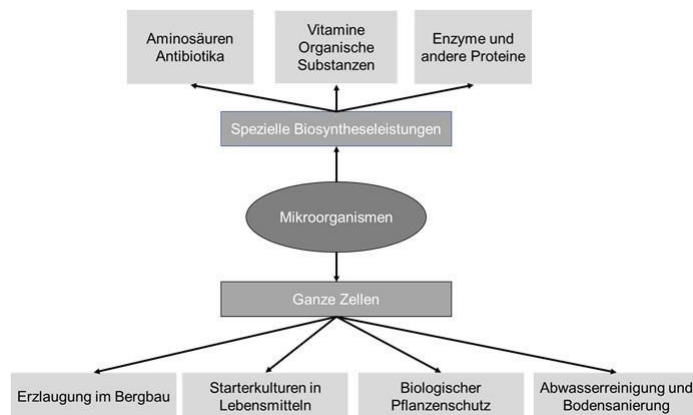 Aminosäuren
Antibiotika
Vitamine
Organische
Substanzen
Enzyme und
andere Proteine
Spezielle Biosyntheseleistungen
Mikroorganismen
Ganze Zellen
Erzlaugung im Bergbau
Starterkulturen in
Lebensmitteln
Biologischer
Pflanzenschutz
Abwasserreinigung und
Bodensanierung